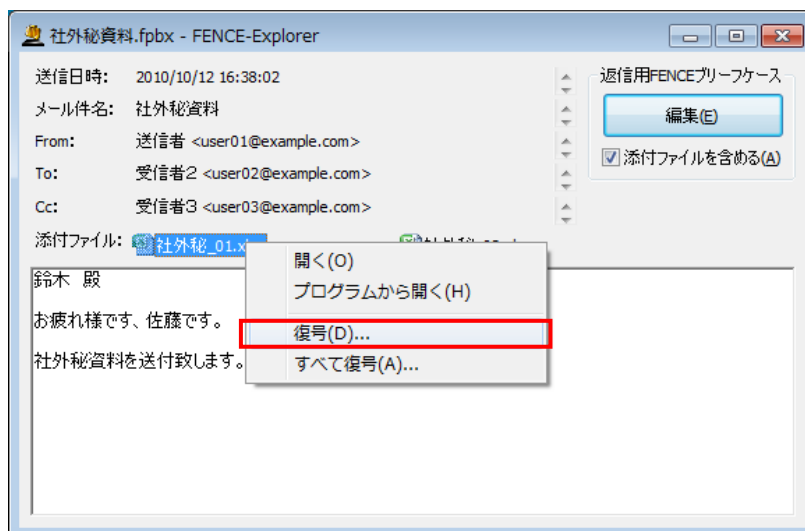 社外秘資料.fpbx - FENCE-Explorer
送信日時: 2010/10/12 16:38:02
返信用FENCEブリーフケース
メール件名: 社外秘資料
編集(E)
From: 送信者 <user01@example.com>
添付ファイルを含める(A)
To: 受信者2 <user02@example.com>
Cc: 受信者3 <user03@example.com>
添付ファイル: 社外秘_01.x
開く(O)
鈴木 殿
プログラムから開く(H)
お疲れ様です、佐藤です。
復号(D)...
社外秘資料を送付致します。
すべて復号(A)...